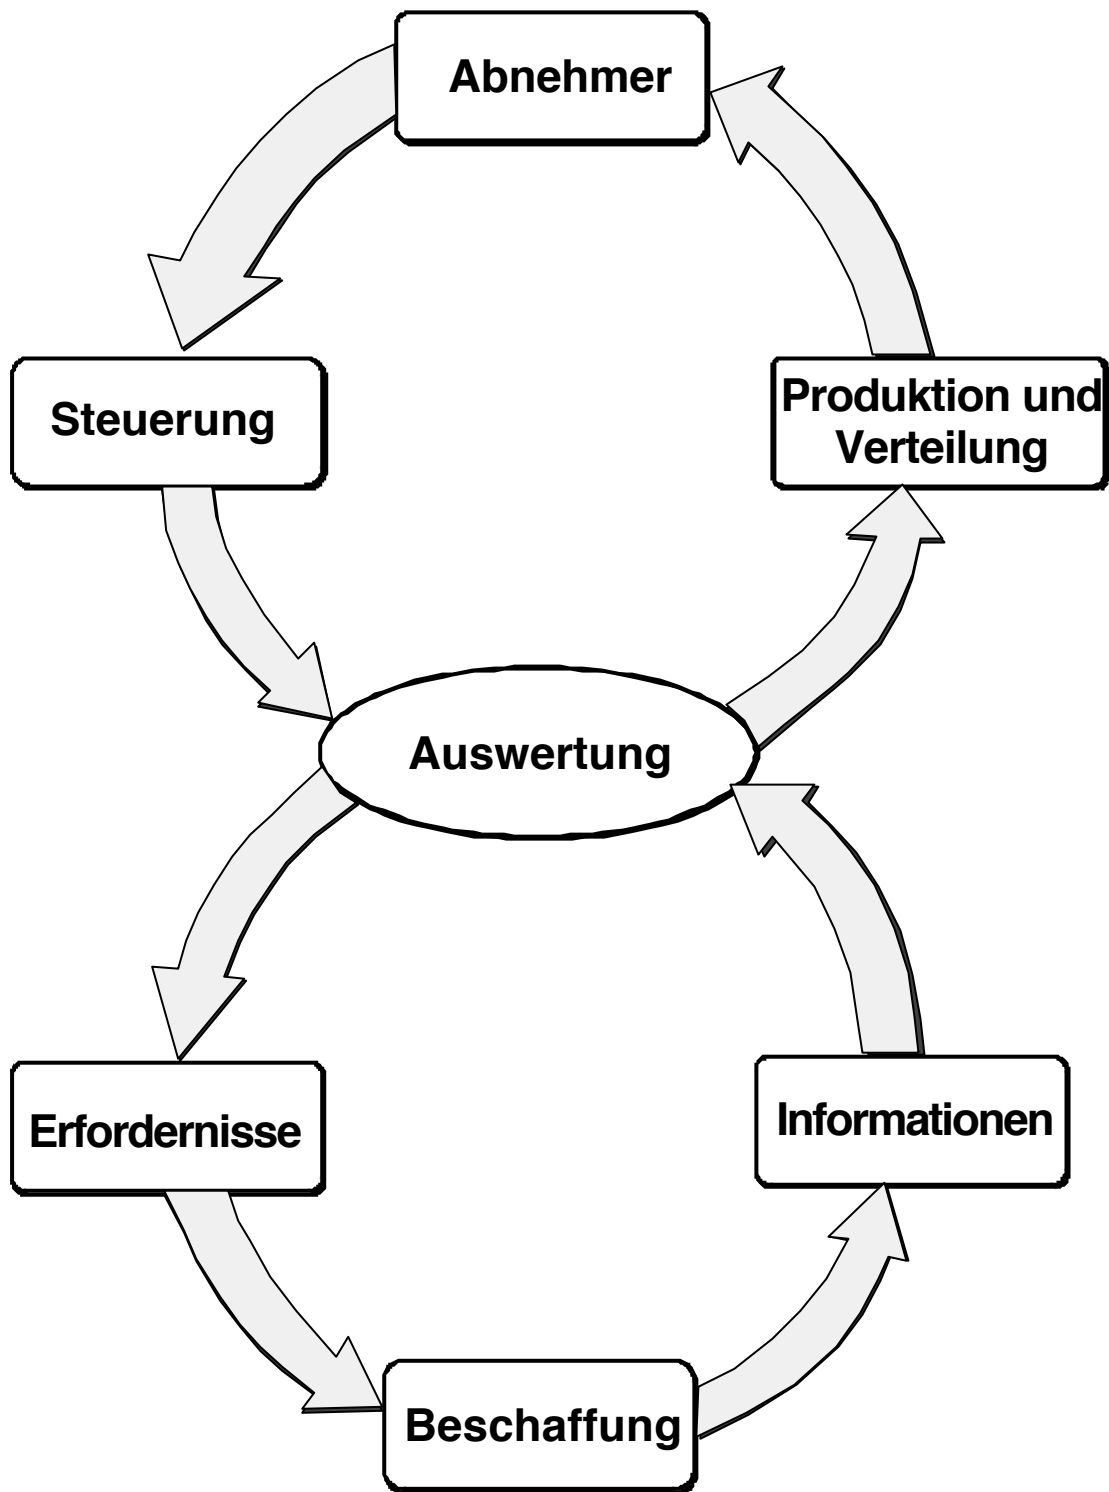 Abnehmer
Steuerung
Produktion und
Verteilung
Auswertung
Erfordernisse
Informationen
Beschaffung